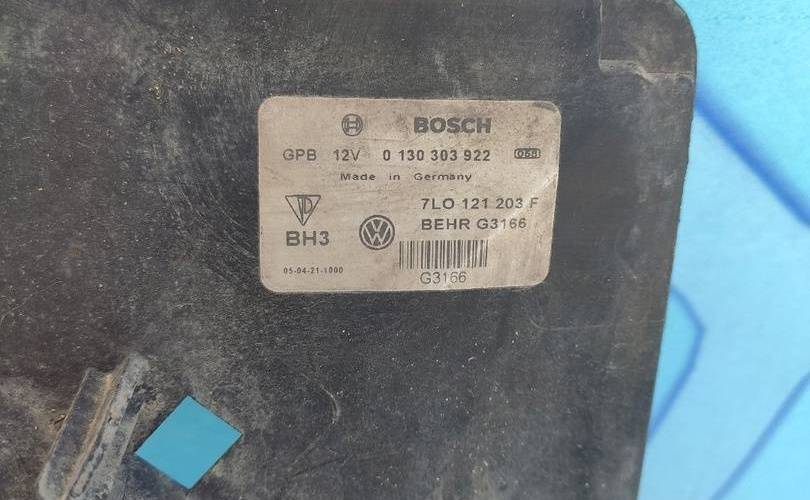 BOSCH
GPB 12V 0 130 303 922
Made in Germany
7LO 121 203 F
BH3 BEHR G3166
05-04-21-1000
G3166